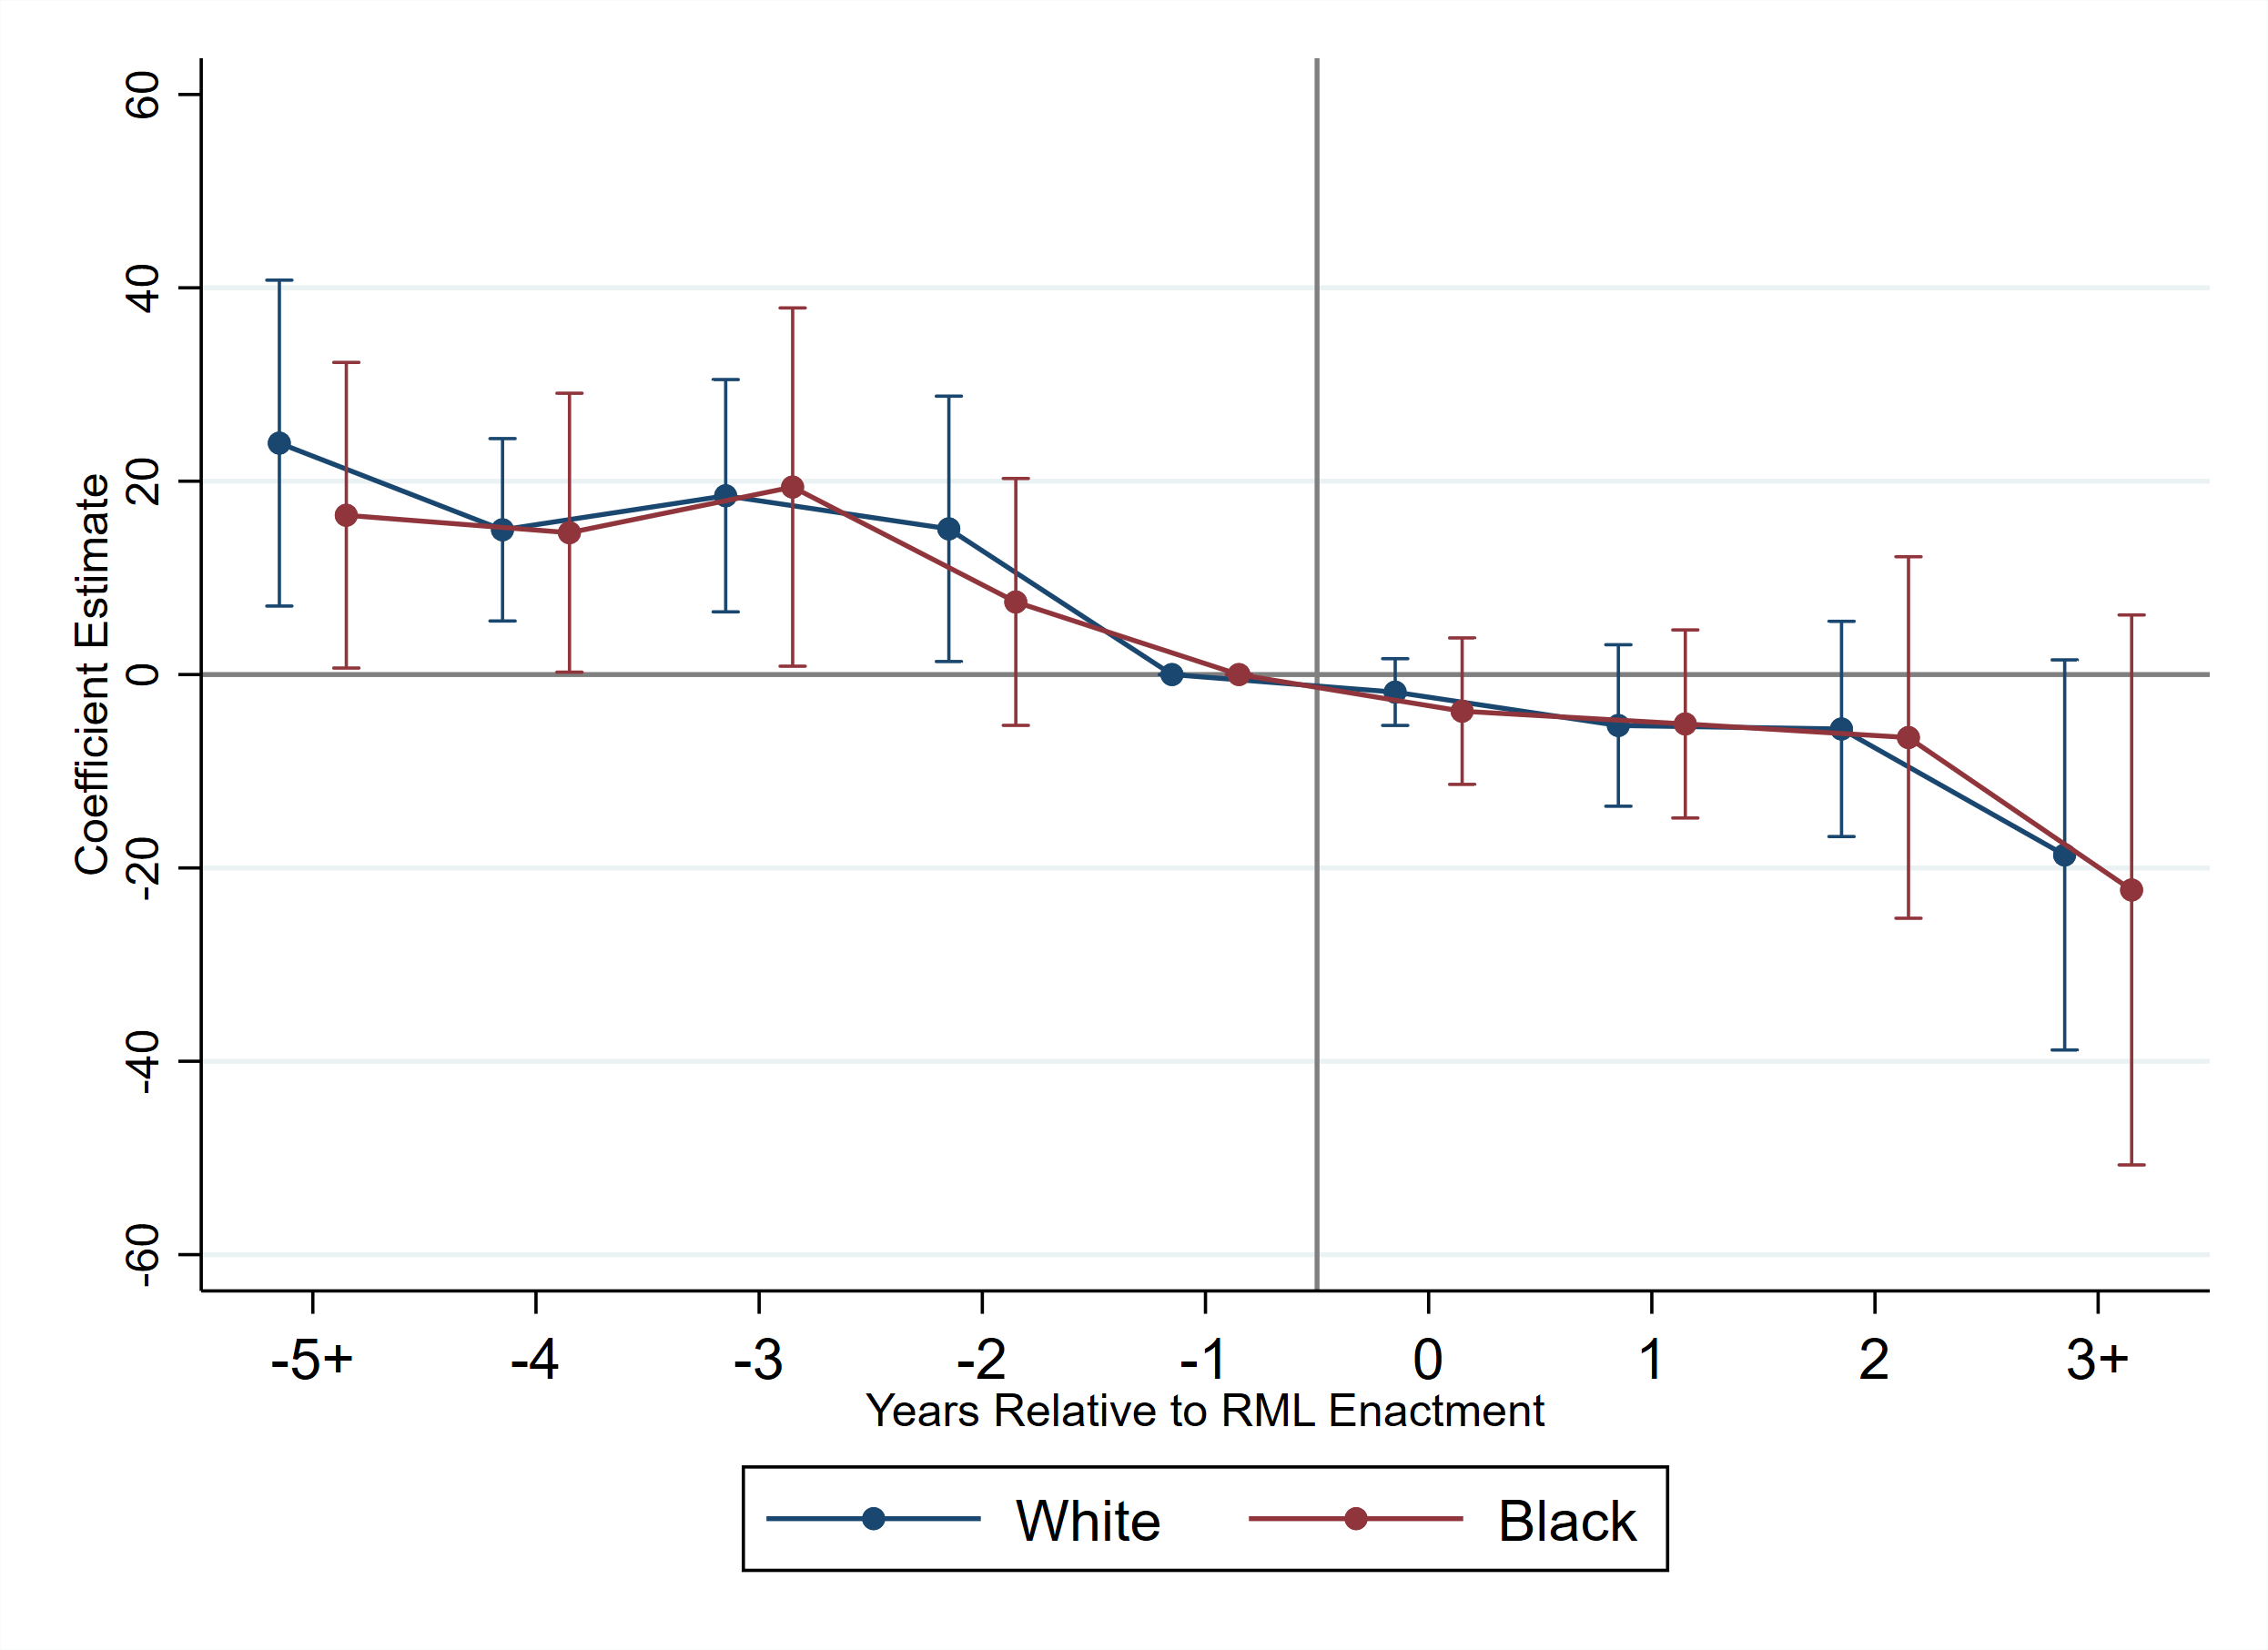 60
40
20
0
-20
-40
-60
Coefficient Estimate
-5+ -4 -3 -2 -1 0 1 2 3+
Years Relative to RML Enactment
White Black